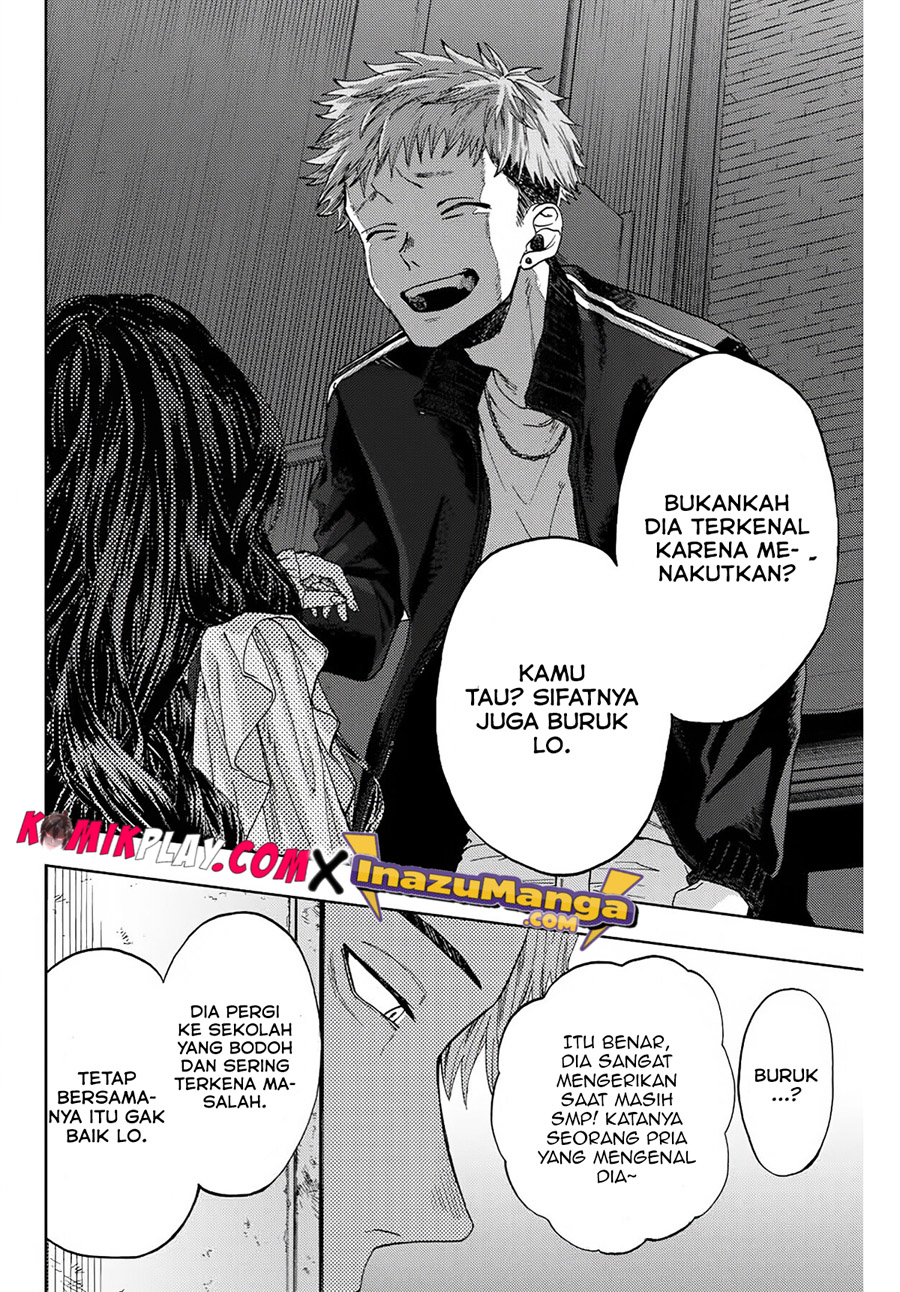 BUKANKAH
DIA TERKENAL
KARENA ME-
NAKUTKAN?
KAMU
TAU? SIFATNYA
JUGA BURUK
LO.
KOMIKPLAY.COM X InazuManga
.COM
BURUK
...?
ITU BENAR,
DIA SANGAT
MENGERIKAN
SAAT MASIH
SMP! KATANYA
SEORANG PRIA
YANG MENGENAL
DIA~
DIA PERGI
KE SEKOLAH
YANG BODOH
DAN SERING
TERKENA MA-
SALAH.
TETAP
BERSAMA-
NYA ITU GAK
BAIK LO.